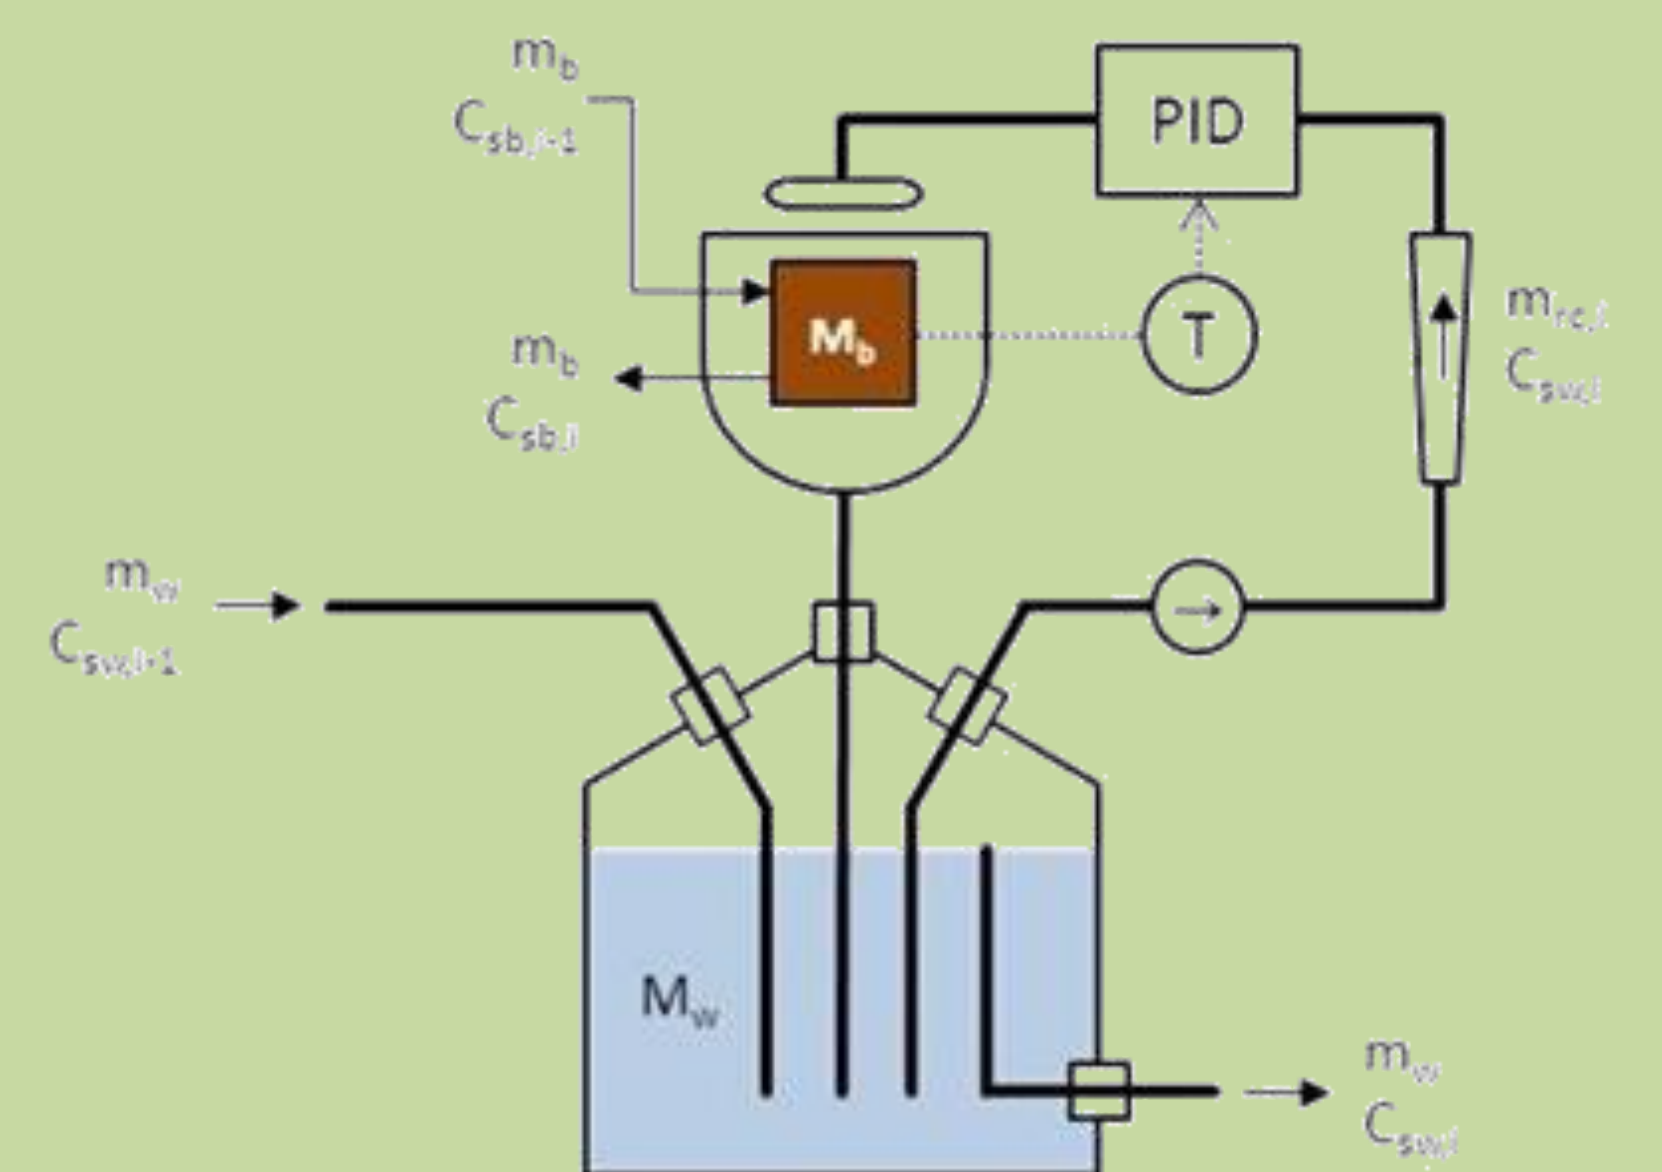 m_b
C_sb,i-1
PID
M_b
T
m_b
C_sb,i
m_rc,i
C_sw,i
m_w
C_sw,i-1
M_w
m_w
C_sw,i